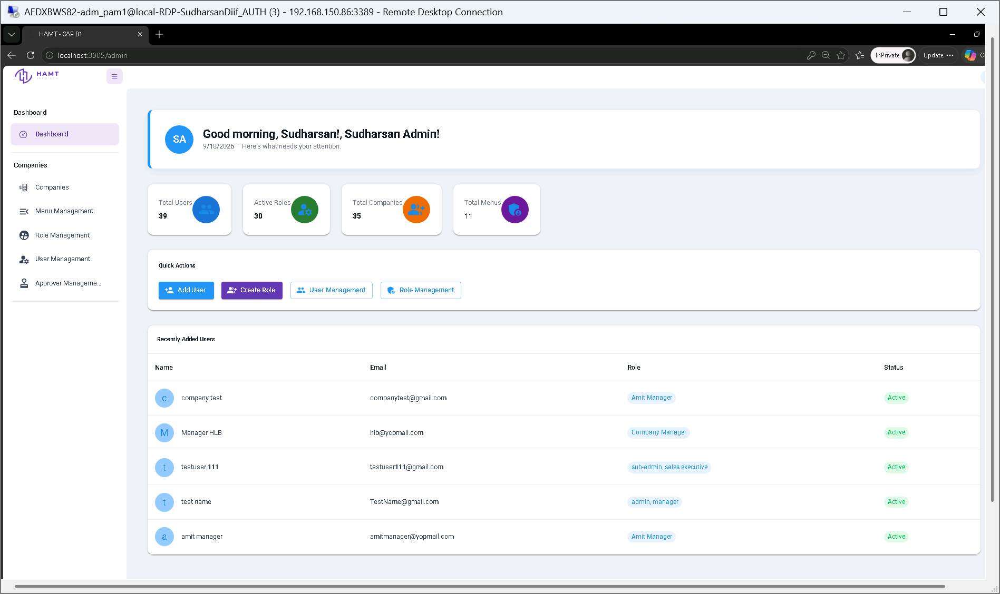 AEDXBWS82-adm_pam1@local-RDP-SudharsanDiif_AUTH (3) - 192.168.150.86:3389 - Remote Desktop Connection
HAMT - SAP B1
localhost:3005/admin
InPrivate
Update
HAMT
INFOTECH
Dashboard
Dashboard
Companies
Companies
Menu Management
Role Management
User Management
Approver Manageme...
SA
Good morning, Sudharsan!, Sudharsan Admin!
9/18/2026 · Here's what needs your attention.
Total Users
39
Active Roles
30
Total Companies
35
Total Menus
11
Quick Actions
Add User
Create Role
User Management
Role Management
Recently Added Users
Name Email Role Status
c company test companytest@gmail.com Amit Manager Active
M Manager HLB hlb@yopmail.com Company Manager Active
t testuser 111 testuser111@gmail.com sub-admin, sales executive Active
t test name TestName@gmail.com admin, manager Active
a amit manager amitmanager@yopmail.com Amit Manager Active